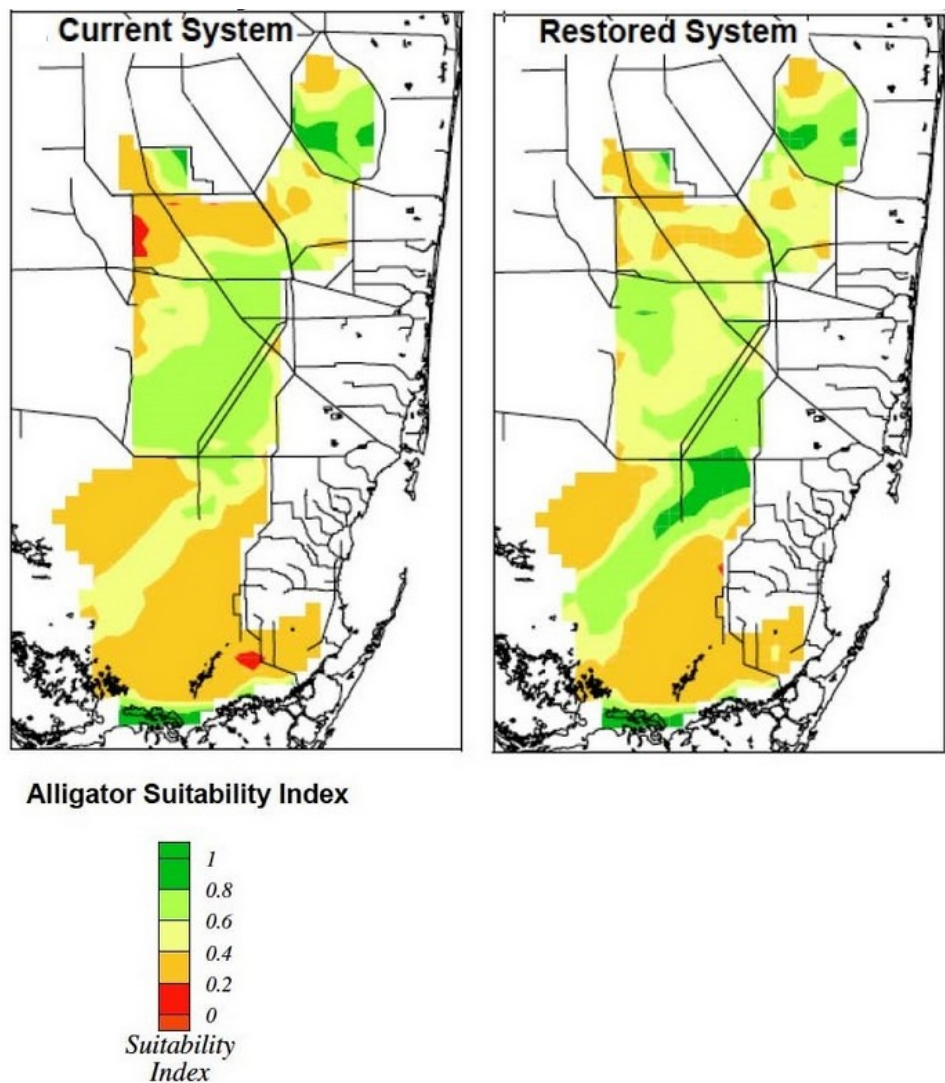 Current System
Restored System
Alligator Suitability Index
1
0.8
0.6
0.4
0.2
0
Suitability
Index